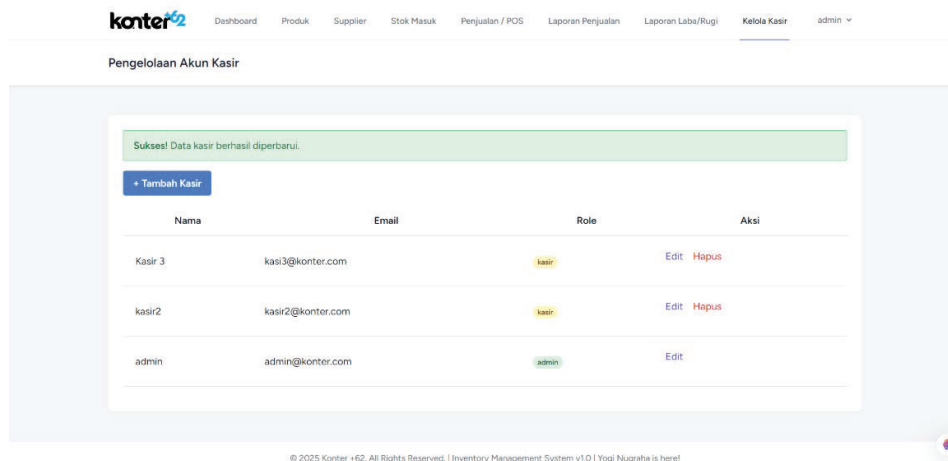 konter+62 Dashboard Produk Supplier Stok Masuk Penjualan / POS Laporan Penjualan Laporan Laba/Rugi Kelola Kasir admin
Pengelolaan Akun Kasir
Sukses! Data kasir berhasil diperbarui.
+ Tambah Kasir
Nama Email Role Aksi
Kasir 3 kasi3@konter.com kasir Edit Hapus
kasir2 kasir2@konter.com kasir Edit Hapus
admin admin@konter.com admin Edit
© 2025 Konter +62. All Rights Reserved. | Inventory Management System v1.0 | Yogi Nugraha is here!